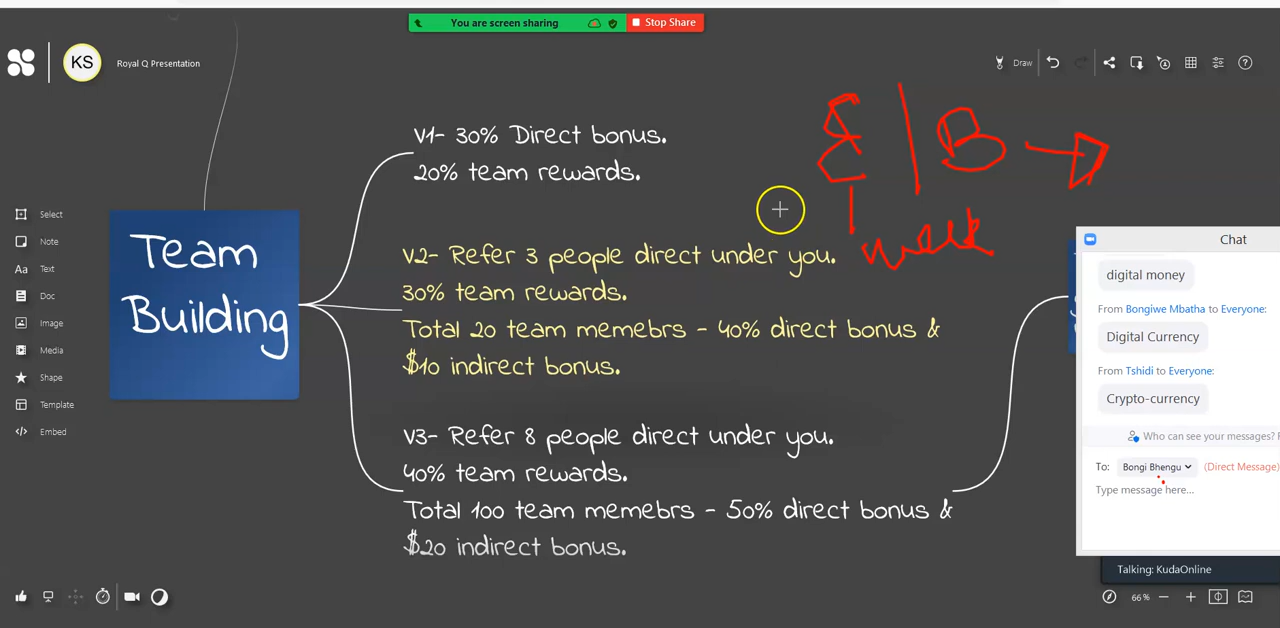 You are screen sharing
Stop Share
KS
Royal Q Presentation
Draw
V1- 30% Direct bonus.
20% team rewards.
B
week
Team
Building
V2- Refer 3 people direct under you.
30% team rewards.
Total 20 team memebrs - 40% direct bonus &
$10 indirect bonus.
V3- Refer 8 people direct under you.
40% team rewards.
Total 100 team memebrs - 50% direct bonus &
$20 indirect bonus.
Select
Note
Aa Text
Doc
Image
Media
Shape
Template
Embed
Chat
digital money
From Bongiwe Mbatha to Everyone:
Digital Currency
From Tshidi to Everyone:
Crypto-currency
Who can see your messages?
To: Bongi Bhengu (Direct Message)
Type message here...
Talking: KudaOnline
66%